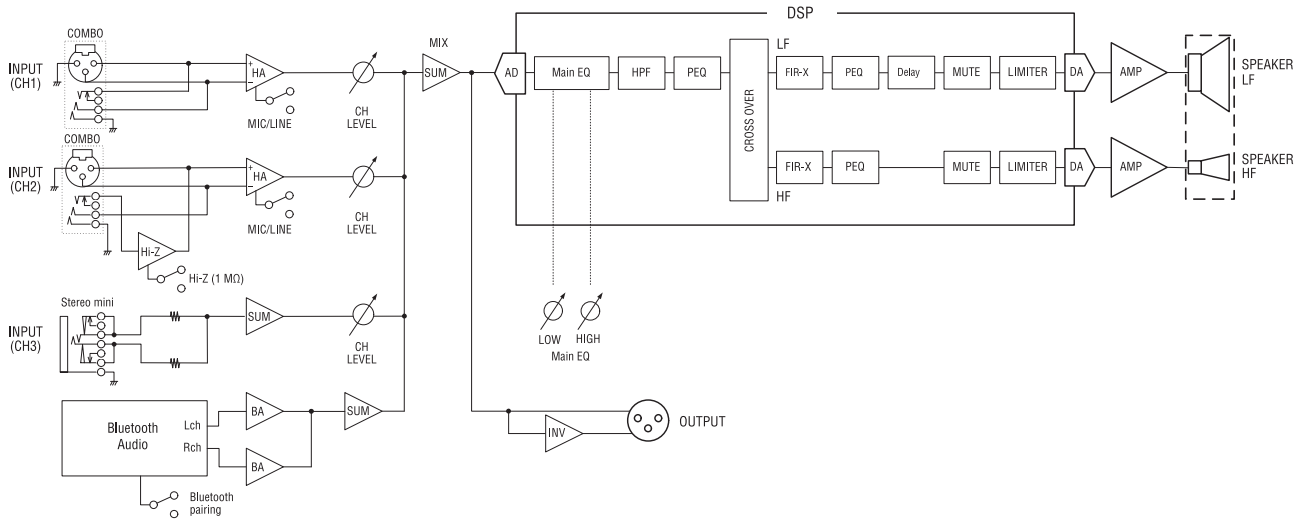 DSP
COMBO
INPUT
(CH1)
+
−
HA
MIC/LINE
CH
LEVEL
MIX
SUM
AD
Main EQ
HPF
PEQ
CROSS OVER
LF
FIR-X
PEQ
Delay
MUTE
LIMITER
DA
AMP
SPEAKER
LF
COMBO
INPUT
(CH2)
+
−
HA
MIC/LINE
CH
LEVEL
Hi-Z
Hi-Z (1 MΩ)
FIR-X
PEQ
MUTE
LIMITER
DA
AMP
SPEAKER
HF
HF
Stereo mini
INPUT
(CH3)
SUM
CH
LEVEL
LOW
HIGH
Main EQ
Bluetooth
Audio
Lch
Rch
BA
BA
SUM
INV
OUTPUT
Bluetooth
pairing